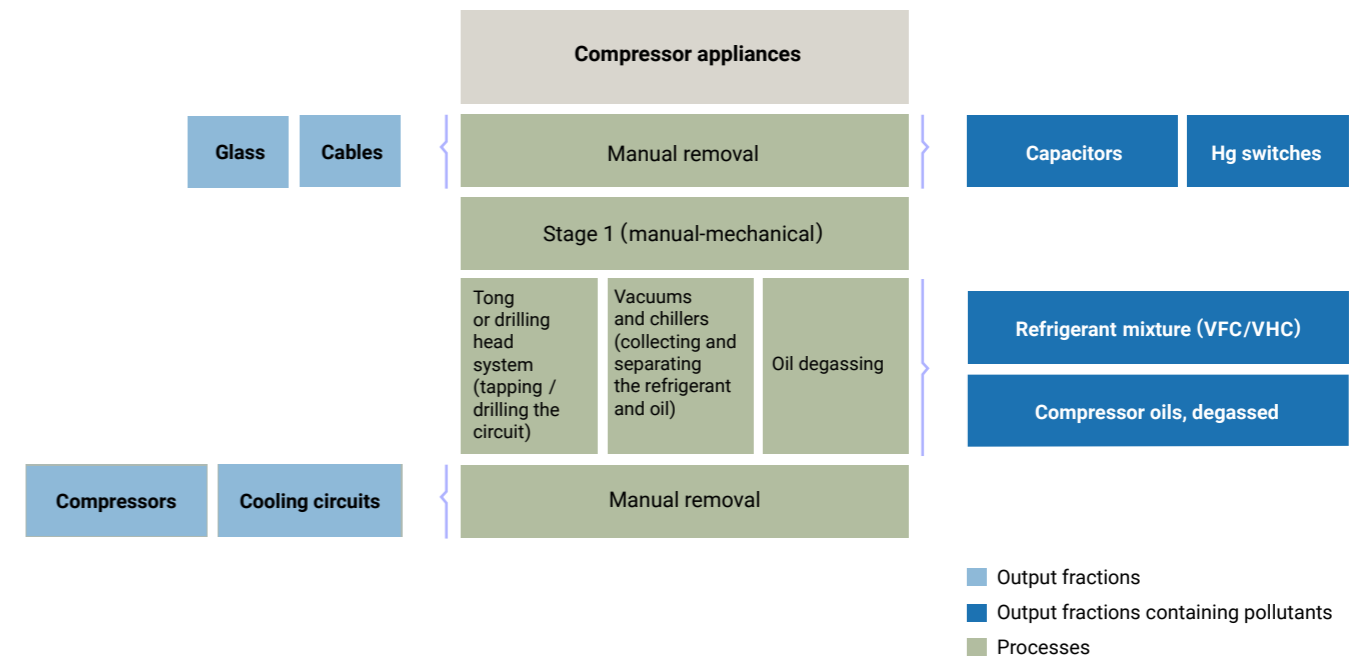 Compressor appliances
Glass
Cables
Manual removal
Capacitors
Hg switches
Stage 1 (manual-mechanical)
Tong
or drilling
head
system
(tapping /
drilling the
circuit)
Vacuums
and chillers
(collecting and
separating
the refrigerant
and oil)
Oil degassing
Refrigerant mixture (VFC/VHC)
Compressor oils, degassed
Compressors
Cooling circuits
Manual removal
Output fractions
Output fractions containing pollutants
Processes